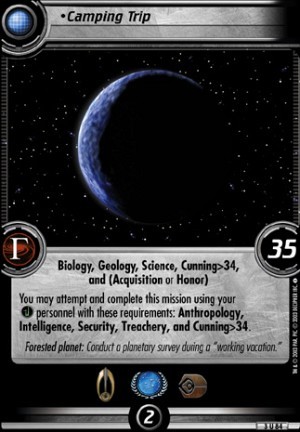 •Camping Trip
Γ
35
Biology, Geology, Science, Cunning>34,
and (Acquisition or Honor)
You may attempt and complete this mission using your
personnel with these requirements: Anthropology,
Intelligence, Security, Treachery, and Cunning>34.
Forested planet: Conduct a planetary survey during a "working vacation."
2
3 U 84